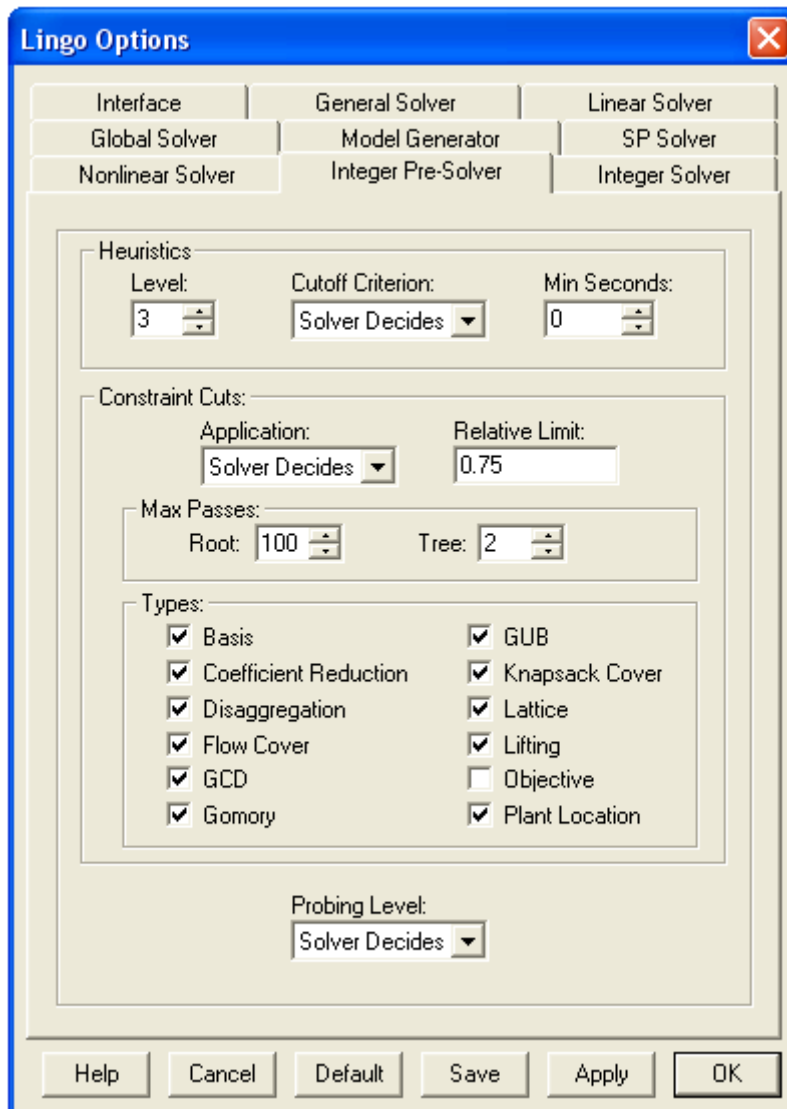 Lingo Options
Interface General Solver Linear Solver
Global Solver Model Generator SP Solver
Nonlinear Solver Integer Pre-Solver Integer Solver
Heuristics
Level: Cutoff Criterion: Min Seconds:
3 Solver Decides 0
Constraint Cuts:
Application: Relative Limit:
Solver Decides 0.75
Max Passes:
Root: 100 Tree: 2
Types:
Basis GUB
Coefficient Reduction Knapsack Cover
Disaggregation Lattice
Flow Cover Lifting
GCD Objective
Gomory Plant Location
Probing Level:
Solver Decides
Help Cancel Default Save Apply OK